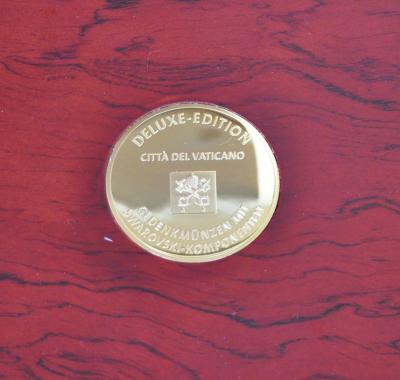 DELUXE-EDITION
CITTÀ DEL VATICANO
GEDENKMÜNZEN MIT
SWAROVSKI-KOMPONENTEN